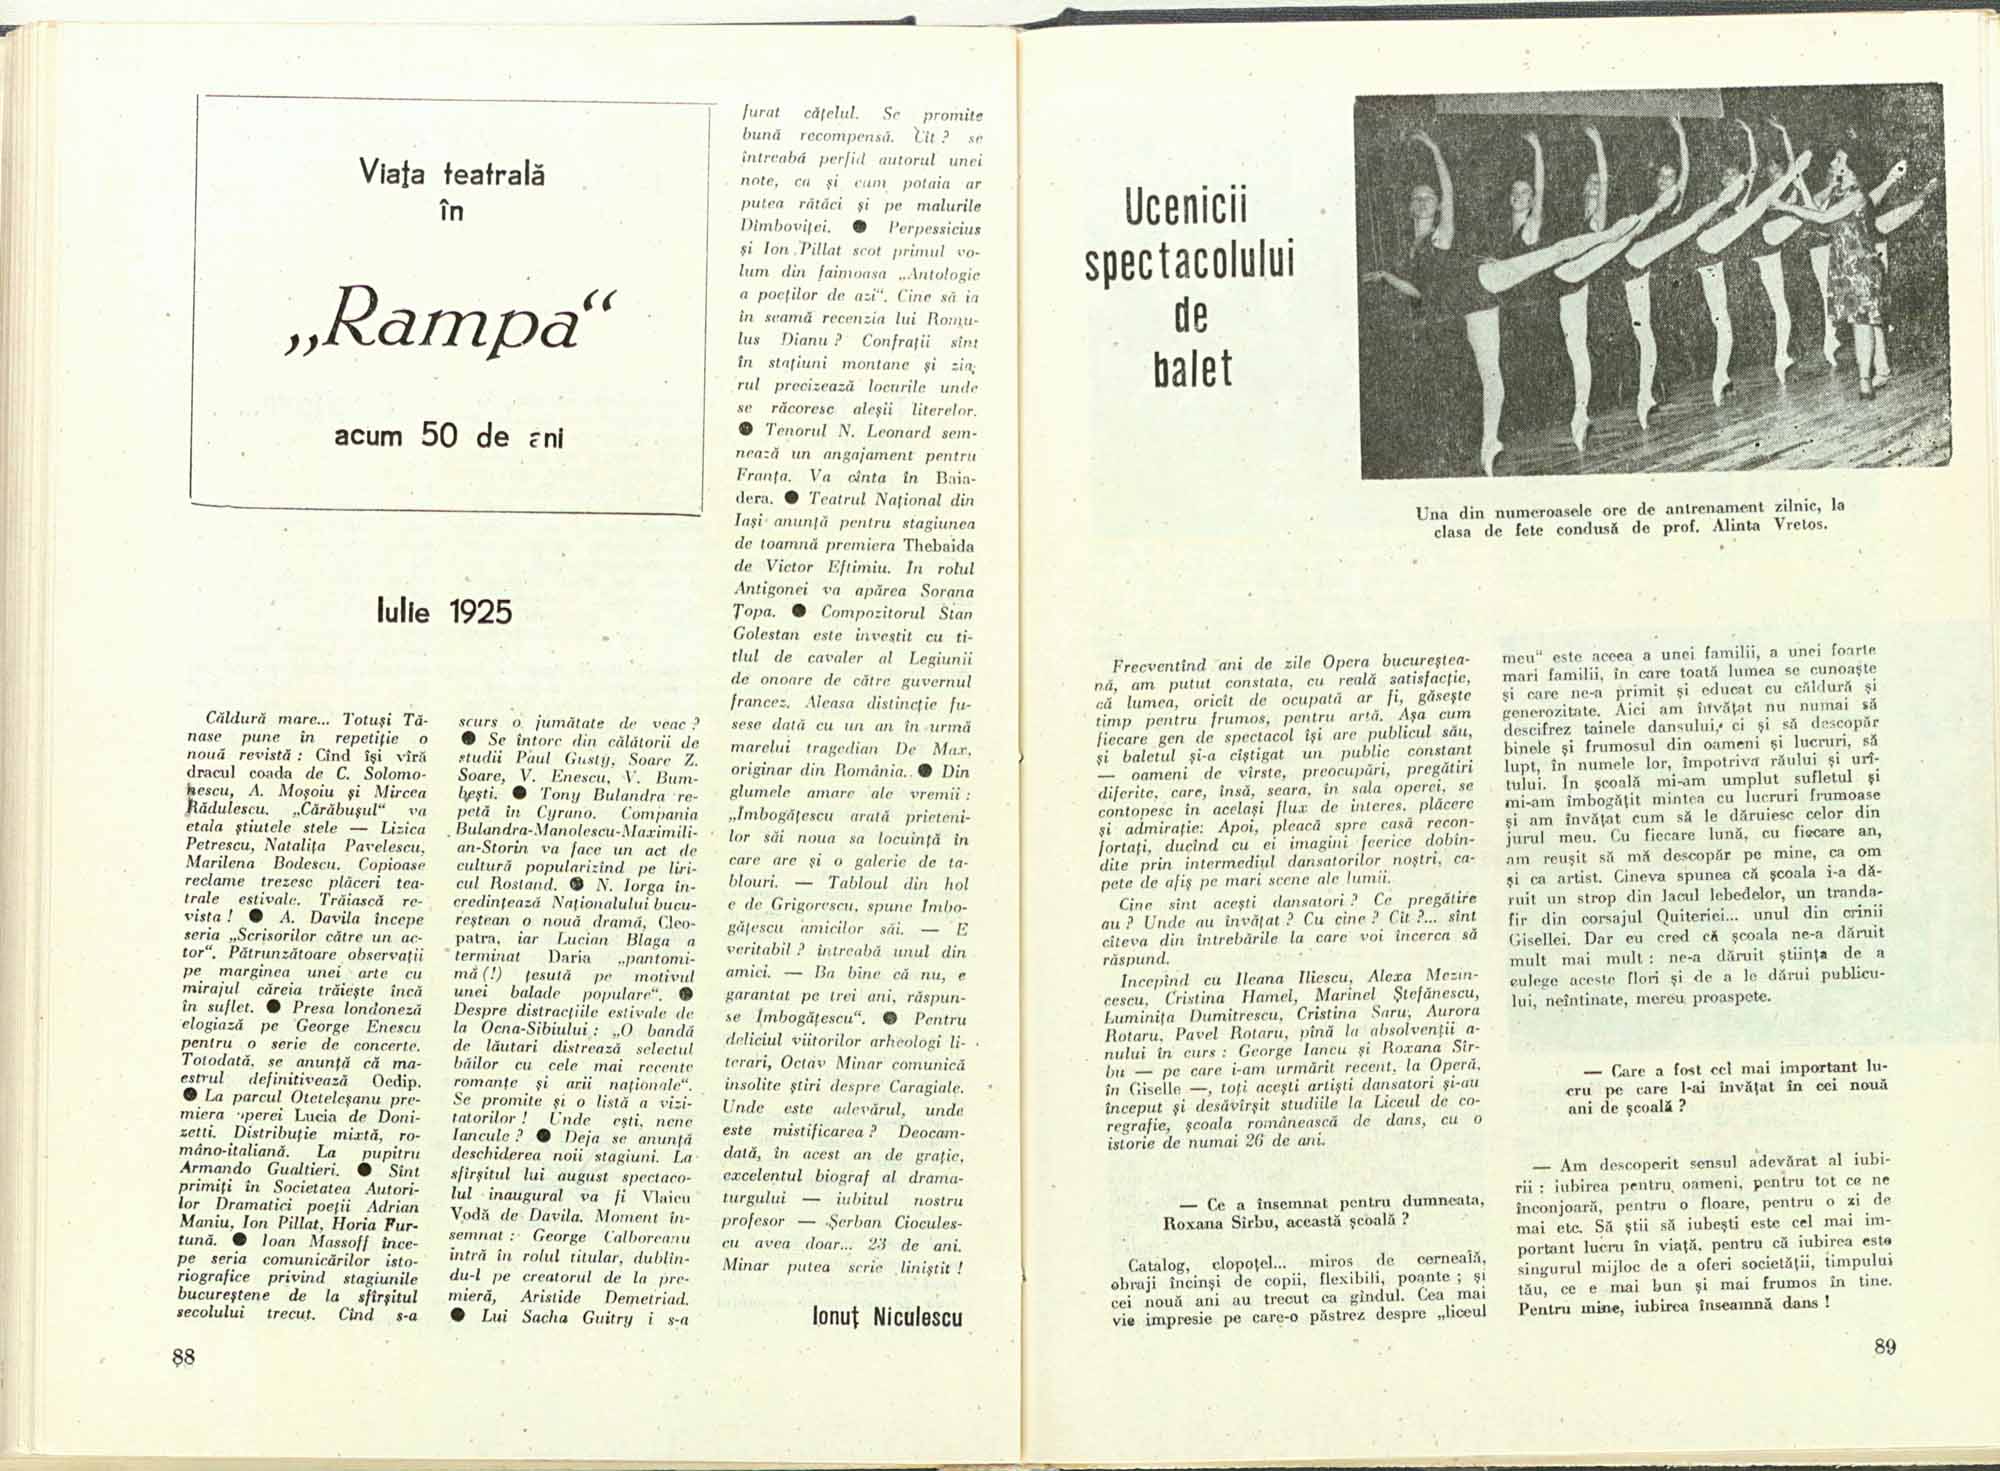 Viața teatrală
în
„Rampa“
acum 50 de ani
Iulie 1925
Căldură mare... Totuși Tă-
nase pune în repetiție o
nouă revistă : Cînd își vîră
dracul coada de C. Solomo-
nescu, A. Moșoiu și Mircea
Rădulescu. „Cărăbușul“ va
etala știutele stele — Lizica
Petrescu, Natalița Pavelescu,
Marilena Bodescu. Copioase
reclame trezesc plăceri tea-
trale estivale. Trăiască re-
vista ! ● A. Davila începe
seria „Scrisorilor către un ac-
tor“. Pătrunzătoare observații
pe marginea unei arte cu
mirajul căreia trăiește încă
în suflet. ● Presa londoneză
elogiază pe George Enescu
pentru o serie de concerte.
Totodată, se anunță că ma-
estrul definitivează Oedip.
● La parcul Oteteleșanu pre-
miera operei Lucia de Doni-
zetti. Distribuție mixtă, ro-
mâno-italiană. La pupitru
Armando Gualtieri. ● Sînt
primiți în Societatea Autori-
lor Dramatici poeții Adrian
Maniu, Ion Pillat, Horia Fur-
tună. ● Ioan Massoff înce-
pe seria comunicărilor isto-
riografice privind stagiunile
bucureștene de la sfîrșitul
secolului trecut. Cînd s-a
scurs o jumătate de veac ?
● Se întorc din călătorii de
studii Paul Gusty, Soare Z.
Soare, V. Enescu, V. Bum-
bești. ● Tony Bulandra re-
petă în Cyrano. Compania
Bulandra-Manolescu-Maximili-
an-Storin va face un act de
cultură popularizînd pe liri-
cul Rostand. ● N. Iorga în-
credințează Naționalului bucu-
reștean o nouă dramă, Cleo-
patra, iar Lucian Blaga a
terminat Daria „pantomi-
mă (!) țesută pe motivul
unei balade populare“. ●
Despre distracțiile estivale de
la Ocna-Sibiului : „O bandă
de lăutari distrează selectul
băilor cu cele mai recente
romanțe și arii naționale“.
Se promite și o listă a vizi-
tatorilor ! Unde ești, nene
Iancule ? ● Deja se anunță
deschiderea noii stagiuni. La
sfîrșitul lui august spectaco-
lul inaugural va fi Vlaicu
Vodă de Davila. Moment în-
semnat : George Calboreanu
intră în rolul titular, dublîn-
du-l pe creatorul de la pre-
mieră, Aristide Demetriad.
● Lui Sacha Guitry i s-a
furat cățelul. Se promite
bună recompensă. Cît ? se
întreabă perfid autorul unei
note, ca și cum potaia ar
putea rătăci și pe malurile
Dîmboviței. ● Perpessicius
și Ion Pillat scot primul vo-
lum din faimoasa „Antologie
a poeților de azi“. Cine să ia
în seamă recenzia lui Romu-
lus Dianu ? Confrații sînt
în stațiuni montane și zia-
rul precizează locurile unde
se răcoresc aleșii literelor.
● Tenorul N. Leonard sem-
nează un angajament pentru
Franța. Va cînta în Baia-
dera. ● Teatrul Național din
Iași anunță pentru stagiunea
de toamnă premiera Thebaida
de Victor Eftimiu. In rolul
Antigonei va apărea Sorana
Țopa. ● Compozitorul Stan
Golestan este investit cu ti-
tlul de cavaler al Legiunii
de onoare de către guvernul
francez. Aleasa distincție fu-
sese dată cu un an în urmă
marelui tragedian De Max,
originar din România. ● Din
glumele amare ale vremii :
„Imbogățescu arată prieteni-
lor săi noua sa locuință în
care are și o galerie de ta-
blouri. — Tabloul din hol
e de Grigorescu, spune Imbo-
gățescu amicilor săi. — E
veritabil ? întreabă unul din
amici. — Ba bine că nu, e
garantat pe trei ani, răspun-
se Imbogățescu“. ● Pentru
deliciul viitorilor arheologi li-
terari, Octav Minar comunică
insolite știri despre Caragiale.
Unde este adevărul, unde
este mistificarea ? Deocam-
dată, în acest an de grație,
excelentul biograf al drama-
turgului — iubitul nostru
profesor — Șerban Ciocules-
cu avea doar... 23 de ani.
Minar putea scrie liniștit !
Ionuț Niculescu
88
Ucenicii
spectacolului
de
balet
Una din numeroasele ore de antrenament zilnic, la
clasa de fete condusă de prof. Alinta Vretos.
Frecventînd ani de zile Opera bucureștea-
nă, am putut constata, cu reală satisfacție,
că lumea, oricît de ocupată ar fi, găsește
timp pentru frumos, pentru artă. Așa cum
fiecare gen de spectacol își are publicul său,
și baletul și-a cîștigat un public constant
— oameni de vîrste, preocupări, pregătiri
diferite, care, însă, seara, în sala operei, se
contopesc în același flux de interes, plăcere
și admirație: Apoi, pleacă spre casă recon-
fortați, ducînd cu ei imagini feerice dobîn-
dite prin intermediul dansatorilor noștri, ca-
pete de afiș pe mari scene ale lumii.
Cine sînt acești dansatori ? Ce pregătire
au ? Unde au învățat ? Cu cine ? Cît ?... sînt
cîteva din întrebările la care voi încerca să
răspund.
Incepînd cu Ileana Iliescu, Alexa Mezin-
cescu, Cristina Hamel, Marinel Ștefănescu,
Luminița Dumitrescu, Cristina Saru, Aurora
Rotaru, Pavel Rotaru, pînă la absolvenții a-
nului în curs : George Iancu și Roxana Sîr-
bu — pe care i-am urmărit recent, la Operă,
în Giselle —, toți acești artiști dansatori și-au
început și desăvîrșit studiile la Liceul de co-
regrafie, școala românească de dans, cu o
istorie de numai 26 de ani.
— Ce a însemnat pentru dumneata,
Roxana Sîrbu, această școală ?
Catalog, clopoțel... miros de cerneală,
obraji încinși de copii, flexibili, poante ; și
cei nouă ani au trecut ca gîndul. Cea mai
vie impresie pe care-o păstrez despre „liceul
meu“ este aceea a unei familii, a unei foarte
mari familii, în care toată lumea se cunoaște
și care ne-a primit și educat cu căldură și
generozitate. Aici am învățat nu numai să
descifrez tainele dansului, ci și să descopăr
binele și frumosul din oameni și lucruri, să
lupt, în numele lor, împotriva răului și urî-
tului. In școală mi-am umplut sufletul și
mi-am îmbogățit mintea cu lucruri frumoase
și am învățat cum să le dăruiesc celor din
jurul meu. Cu fiecare lună, cu fiecare an,
am reușit să mă descopăr pe mine, ca om
și ca artist. Cineva spunea că școala i-a dă-
ruit un strop din Lacul lebedelor, un tranda-
fir din corsajul Quiteriei... unul din crinii
Gisellei. Dar eu cred că școala ne-a dăruit
mult mai mult : ne-a dăruit știința de a
culege aceste flori și de a le dărui publicu-
lui, neîntinate, mereu proaspete.
— Care a fost cel mai important lu-
cru pe care l-ai învățat în cei nouă
ani de școală ?
— Am descoperit sensul adevărat al iubi-
rii : iubirea pentru oameni, pentru tot ce ne
înconjoară, pentru o floare, pentru o zi de
mai etc. Să știi să iubești este cel mai im-
portant lucru în viață, pentru că iubirea este
singurul mijloc de a oferi societății, timpului
tău, ce e mai bun și mai frumos în tine.
Pentru mine, iubirea înseamnă dans !
89